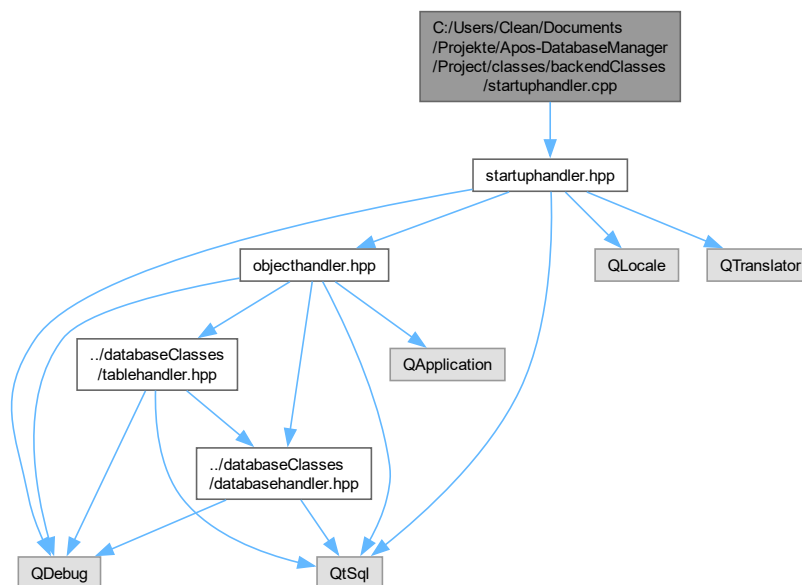 C:/Users/Clean/Documents
/Projekte/Apos-DatabaseManager
/Project/classes/backendClasses
/startuphandler.cpp
startuphandler.hpp
objecthandler.hpp
QLocale
QTranslator
../databaseClasses
/tablehandler.hpp
QApplication
../databaseClasses
/databasehandler.hpp
QDebug
QtSql